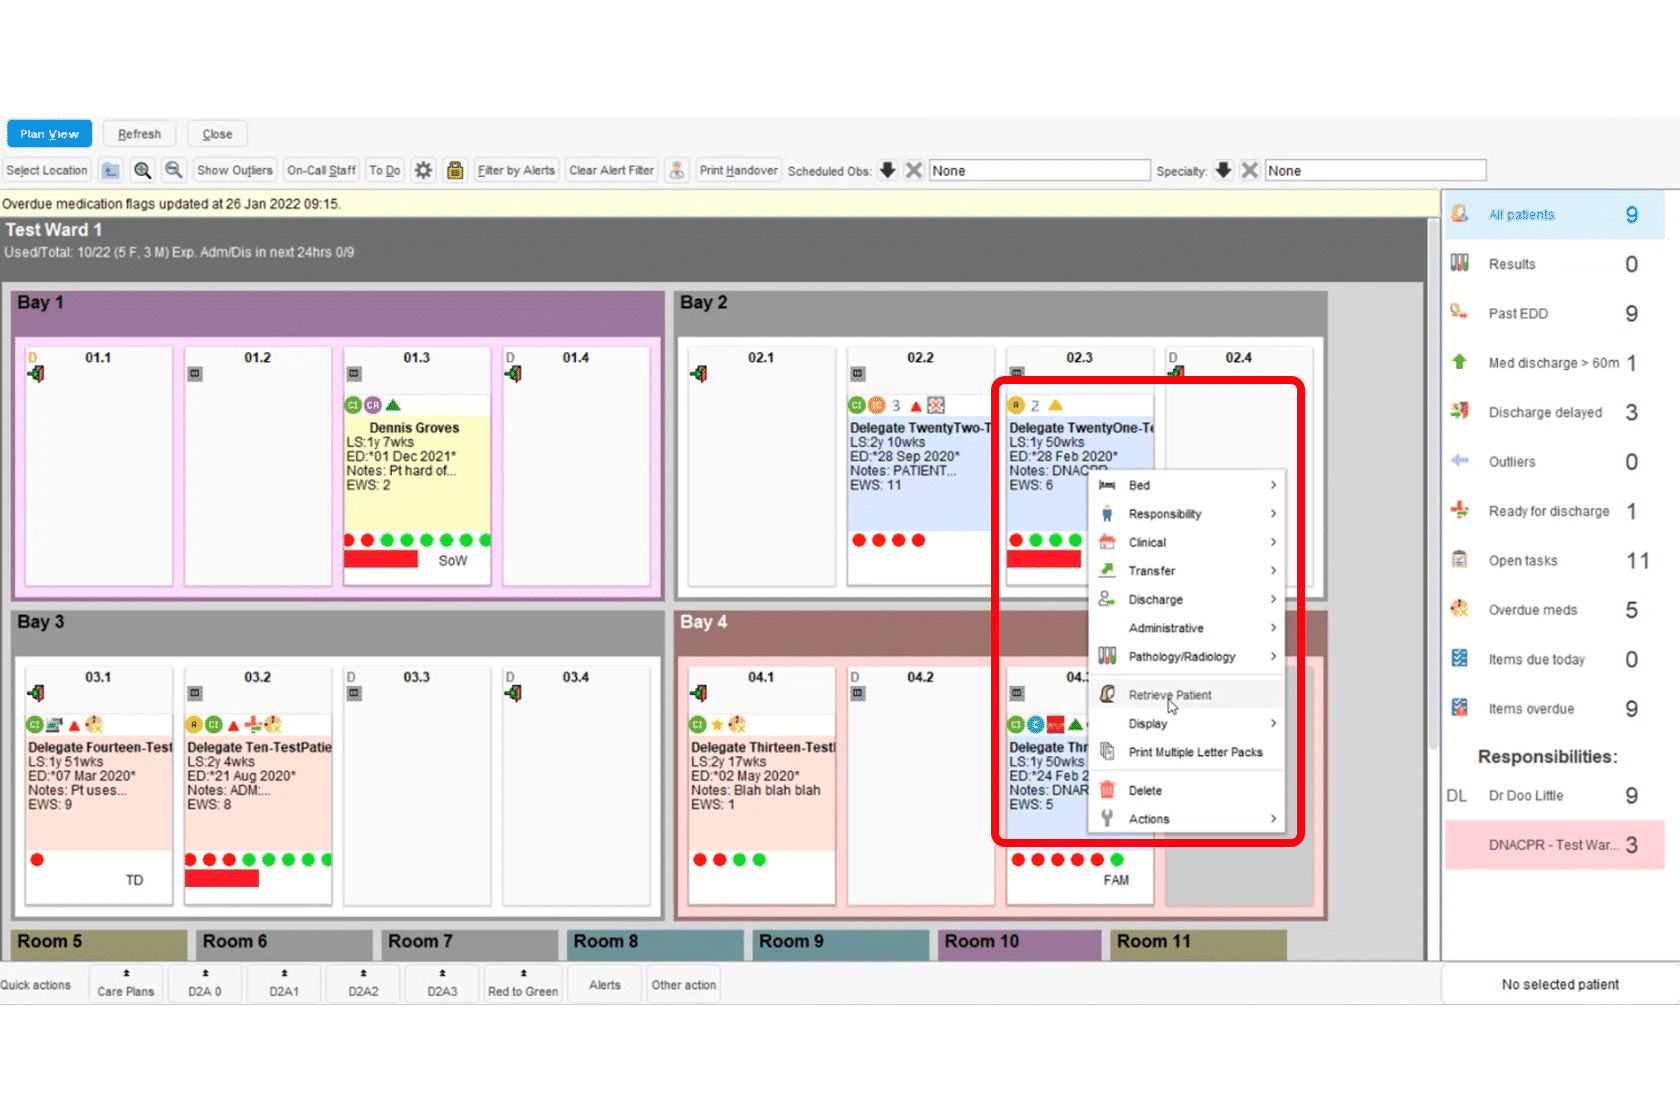 Plan View Refresh Close
Select Location Show Outliers On-Call Staff To Do Filter by Alerts Clear Alert Filter Print Handover Scheduled Obs: None Specialty: None
Overdue medication flags updated at 26 Jan 2022 09:15.
Test Ward 1
Used/Total: 10/22 (5 F, 3 M) Exp. Adm/Dis in next 24hrs 0/9
Bay 1
D 01.1
01.2
01.3
CI CR
Dennis Groves
LS:1y 7wks
ED:*01 Dec 2021*
Notes: Pt hard of...
EWS: 2
SoW
D 01.4
Bay 2
02.1
02.2
CI 3
Delegate TwentyTwo-T
LS:2y 10wks
ED:*28 Sep 2020*
Notes: PATIENT...
EWS: 11
02.3
A 2
Delegate TwentyOne-Te
LS:1y 50wks
ED:*28 Feb 2020*
Notes: DNACPR
EWS: 6
D 02.4
Bed
Responsibility
Clinical
Transfer
Discharge
Administrative
Pathology/Radiology
Retrieve Patient
Display
Print Multiple Letter Packs
Delete
Actions
Bay 3
03.1
CI
Delegate Fourteen-Test
LS:1y 51wks
ED:*07 Mar 2020*
Notes: Pt uses...
EWS: 9
TD
03.2
A CI
Delegate Ten-TestPatie
LS:2y 4wks
ED:*21 Aug 2020*
Notes: ADM:...
EWS: 8
D 03.3
D 03.4
Bay 4
04.1
CI
Delegate Thirteen-Testl
LS:2y 17wks
ED:*02 May 2020*
Notes: Blah blah blah
EWS: 1
D 04.2
04.
CI
Delegate Thr
LS:1y 50wks
ED:*24 Feb 2
Notes: DNAR
EWS: 5
FAM
Room 5 Room 6 Room 7 Room 8 Room 9 Room 10 Room 11
Quick actions Care Plans D2A 0 D2A1 D2A2 D2A3 Red to Green Alerts Other action
All patients 9
Results 0
Past EDD 9
Med discharge > 60m 1
Discharge delayed 3
Outliers 0
Ready for discharge 1
Open tasks 11
Overdue meds 5
Items due today 0
Items overdue 9
Responsibilities:
DL Dr Doo Little 9
DNACPR - Test War... 3
No selected patient